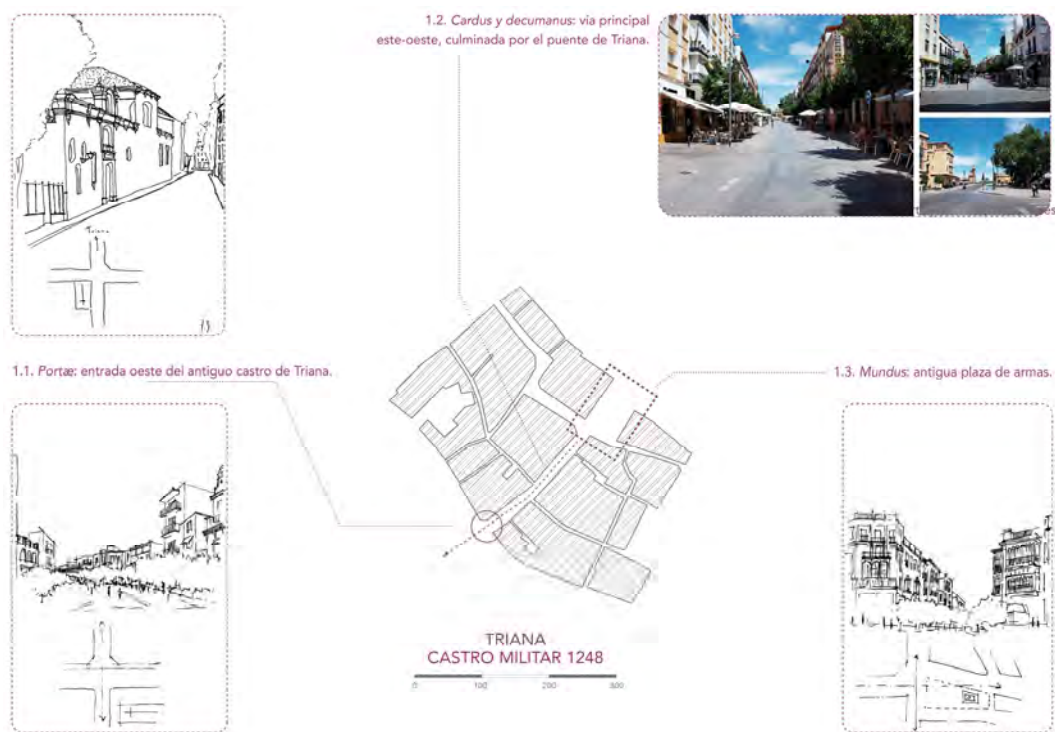 1.2. Cardus y decumanus: vía principal
este-oeste, culminada por el puente de Triana.
Triana
1.1. Portæ: entrada oeste del antiguo castro de Triana.
1.3. Mundus: antigua plaza de armas.
TRIANA
CASTRO MILITAR 1248
0 100 200 300